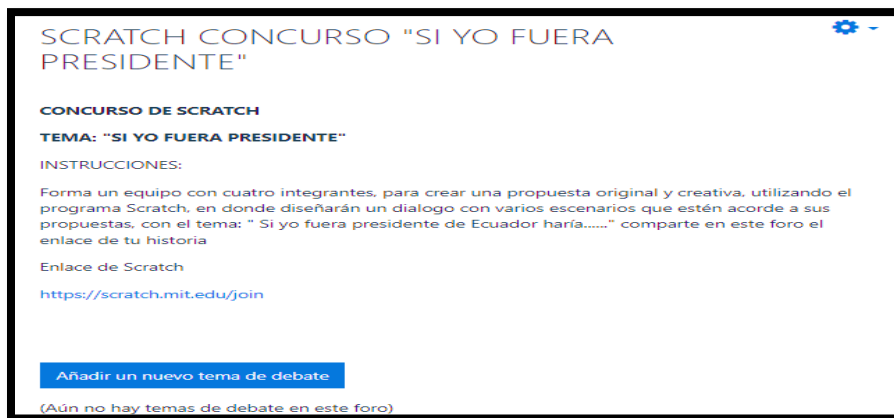 SCRATCH CONCURSO "SI YO FUERA
PRESIDENTE"
CONCURSO DE SCRATCH
TEMA: "SI YO FUERA PRESIDENTE"
INSTRUCCIONES:
Forma un equipo con cuatro integrantes, para crear una propuesta original y creativa, utilizando el
programa Scratch, en donde diseñarán un dialogo con varios escenarios que estén acorde a sus
propuestas, con el tema: " Si yo fuera presidente de Ecuador haría......" comparte en este foro el
enlace de tu historia
Enlace de Scratch
https://scratch.mit.edu/join
Añadir un nuevo tema de debate
(Aún no hay temas de debate en este foro)